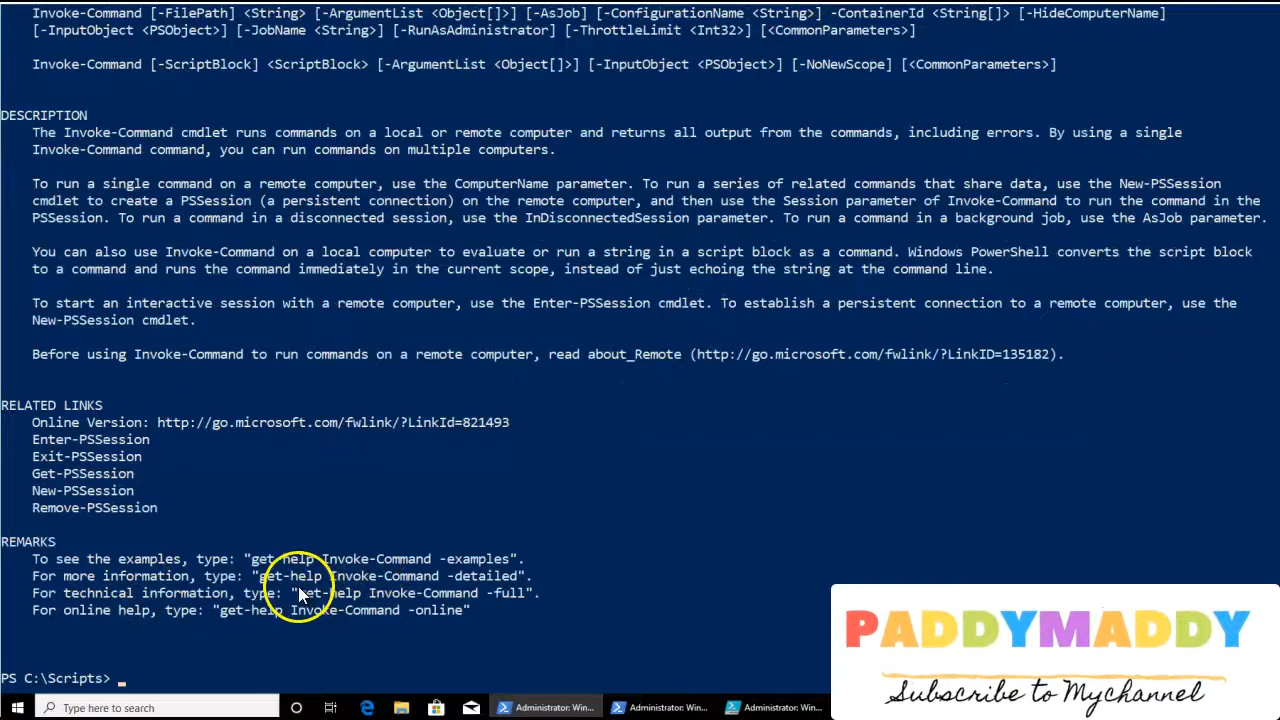 Invoke-Command [-FilePath] <String> [-ArgumentList <Object[]>] [-AsJob] [-ConfigurationName <String>] -ContainerId <String[]> [-HideComputerName]
[-InputObject <PSObject>] [-JobName <String>] [-RunAsAdministrator] [-ThrottleLimit <Int32>] [<CommonParameters>]
Invoke-Command [-ScriptBlock] <ScriptBlock> [-ArgumentList <Object[]>] [-InputObject <PSObject>] [-NoNewScope] [<CommonParameters>]
DESCRIPTION
The Invoke-Command cmdlet runs commands on a local or remote computer and returns all output from the commands, including errors. By using a single
Invoke-Command command, you can run commands on multiple computers.
To run a single command on a remote computer, use the ComputerName parameter. To run a series of related commands that share data, use the New-PSSession
cmdlet to create a PSSession (a persistent connection) on the remote computer, and then use the Session parameter of Invoke-Command to run the command in the
PSSession. To run a command in a disconnected session, use the InDisconnectedSession parameter. To run a command in a background job, use the AsJob parameter.
You can also use Invoke-Command on a local computer to evaluate or run a string in a script block as a command. Windows PowerShell converts the script block
to a command and runs the command immediately in the current scope, instead of just echoing the string at the command line.
To start an interactive session with a remote computer, use the Enter-PSSession cmdlet. To establish a persistent connection to a remote computer, use the
New-PSSession cmdlet.
Before using Invoke-Command to run commands on a remote computer, read about_Remote (http://go.microsoft.com/fwlink/?LinkID=135182).
RELATED LINKS
Online Version: http://go.microsoft.com/fwlink/?LinkId=821493
Enter-PSSession
Exit-PSSession
Get-PSSession
New-PSSession
Remove-PSSession
REMARKS
To see the examples, type: "get-help Invoke-Command -examples".
For more information, type: "get-help Invoke-Command -detailed".
For technical information, type: "get-help Invoke-Command -full".
For online help, type: "get-help Invoke-Command -online"
PS C:\Scripts> _
PADDYMADDY
Subscribe to Mychannel
Type here to search
Administrator: Win...
Administrator: Win...
Administrator: Win...